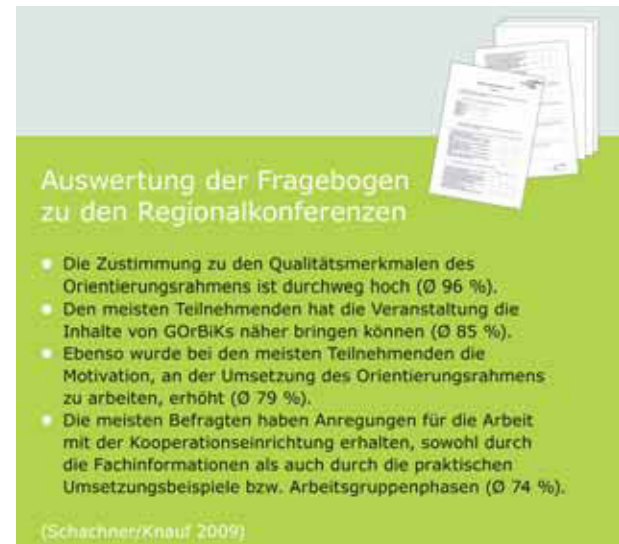 Auswertung der Fragebogen
zu den Regionalkonferenzen
Die Zustimmung zu den Qualitätsmerkmalen des
Orientierungsrahmens ist durchweg hoch (Ø 96 %).
Den meisten Teilnehmenden hat die Veranstaltung die
Inhalte von GOrBiKs näher bringen können (Ø 85 %).
Ebenso wurde bei den meisten Teilnehmenden die
Motivation, an der Umsetzung des Orientierungsrahmens
zu arbeiten, erhöht (Ø 79 %).
Die meisten Befragten haben Anregungen für die Arbeit
mit der Kooperationseinrichtung erhalten, sowohl durch
die Fachinformationen als auch durch die praktischen
Umsetzungsbeispiele bzw. Arbeitsgruppenphasen (Ø 74 %).
(Schachner/Knauf 2009)